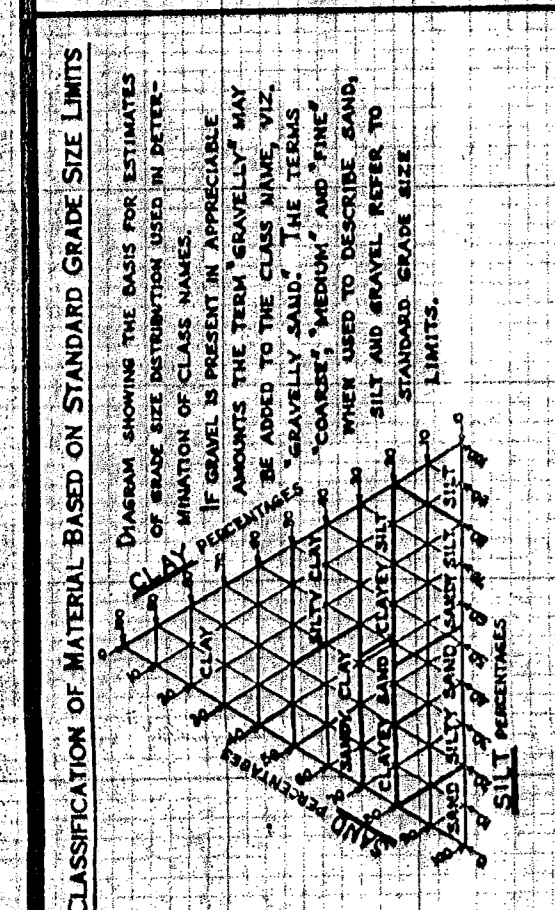 CLASSIFICATION OF MATERIAL BASED ON STANDARD GRADE SIZE LIMITS
DIAGRAM SHOWING THE BASIS FOR ESTIMATES
OF GRADE SIZE DISTRIBUTION USED IN DETER-
MINATION OF CLASS NAMES.
IF GRAVEL IS PRESENT IN APPRECIABLE
AMOUNTS THE TERM "GRAVELLY" MAY
BE ADDED TO THE CLASS NAME, VIZ.
"GRAVELLY SAND." THE TERMS
"COARSE", "MEDIUM" AND "FINE"
WHEN USED TO DESCRIBE SAND,
SILT AND GRAVEL REFER TO
STANDARD GRADE SIZE
LIMITS.
CLAY PERCENTAGES
SAND PERCENTAGES
CLAY
SANDY CLAY
SILTY CLAY
CLAYEY SAND
CLAYEY SILT
SAND
SILTY SAND
SANDY SILT
SILT
SILT PERCENTAGES